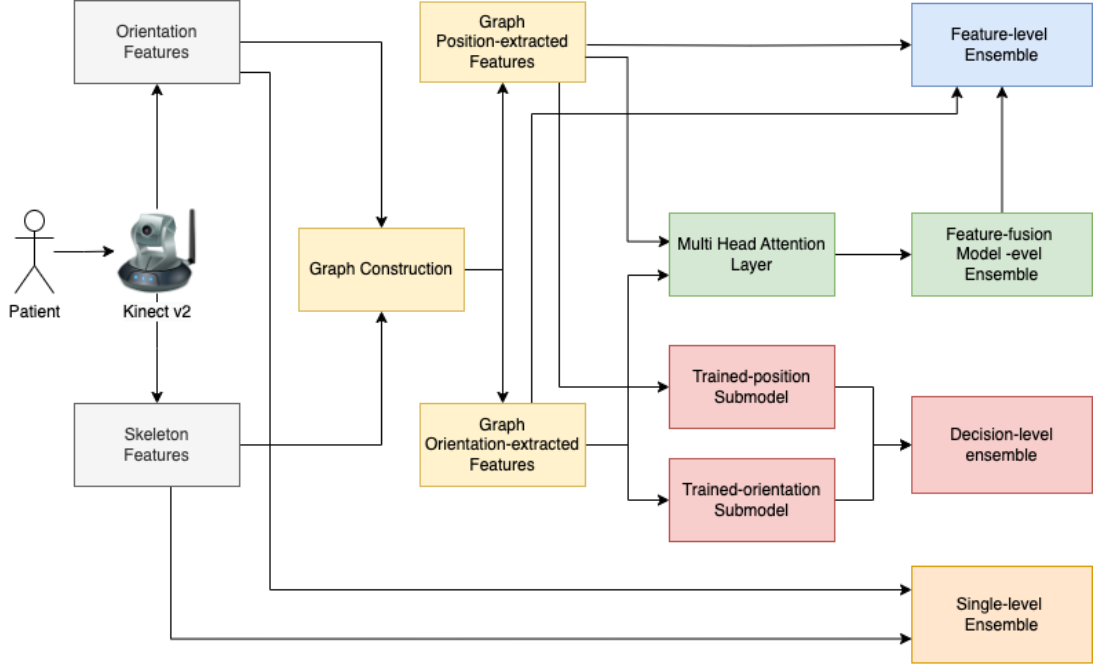 Orientation
Features
Graph
Position-extracted
Features
Feature-level
Ensemble
Patient
Kinect v2
Graph Construction
Multi Head Attention
Layer
Feature-fusion
Model -evel
Ensemble
Skeleton
Features
Graph
Orientation-extracted
Features
Trained-position
Submodel
Trained-orientation
Submodel
Decision-level
ensemble
Single-level
Ensemble